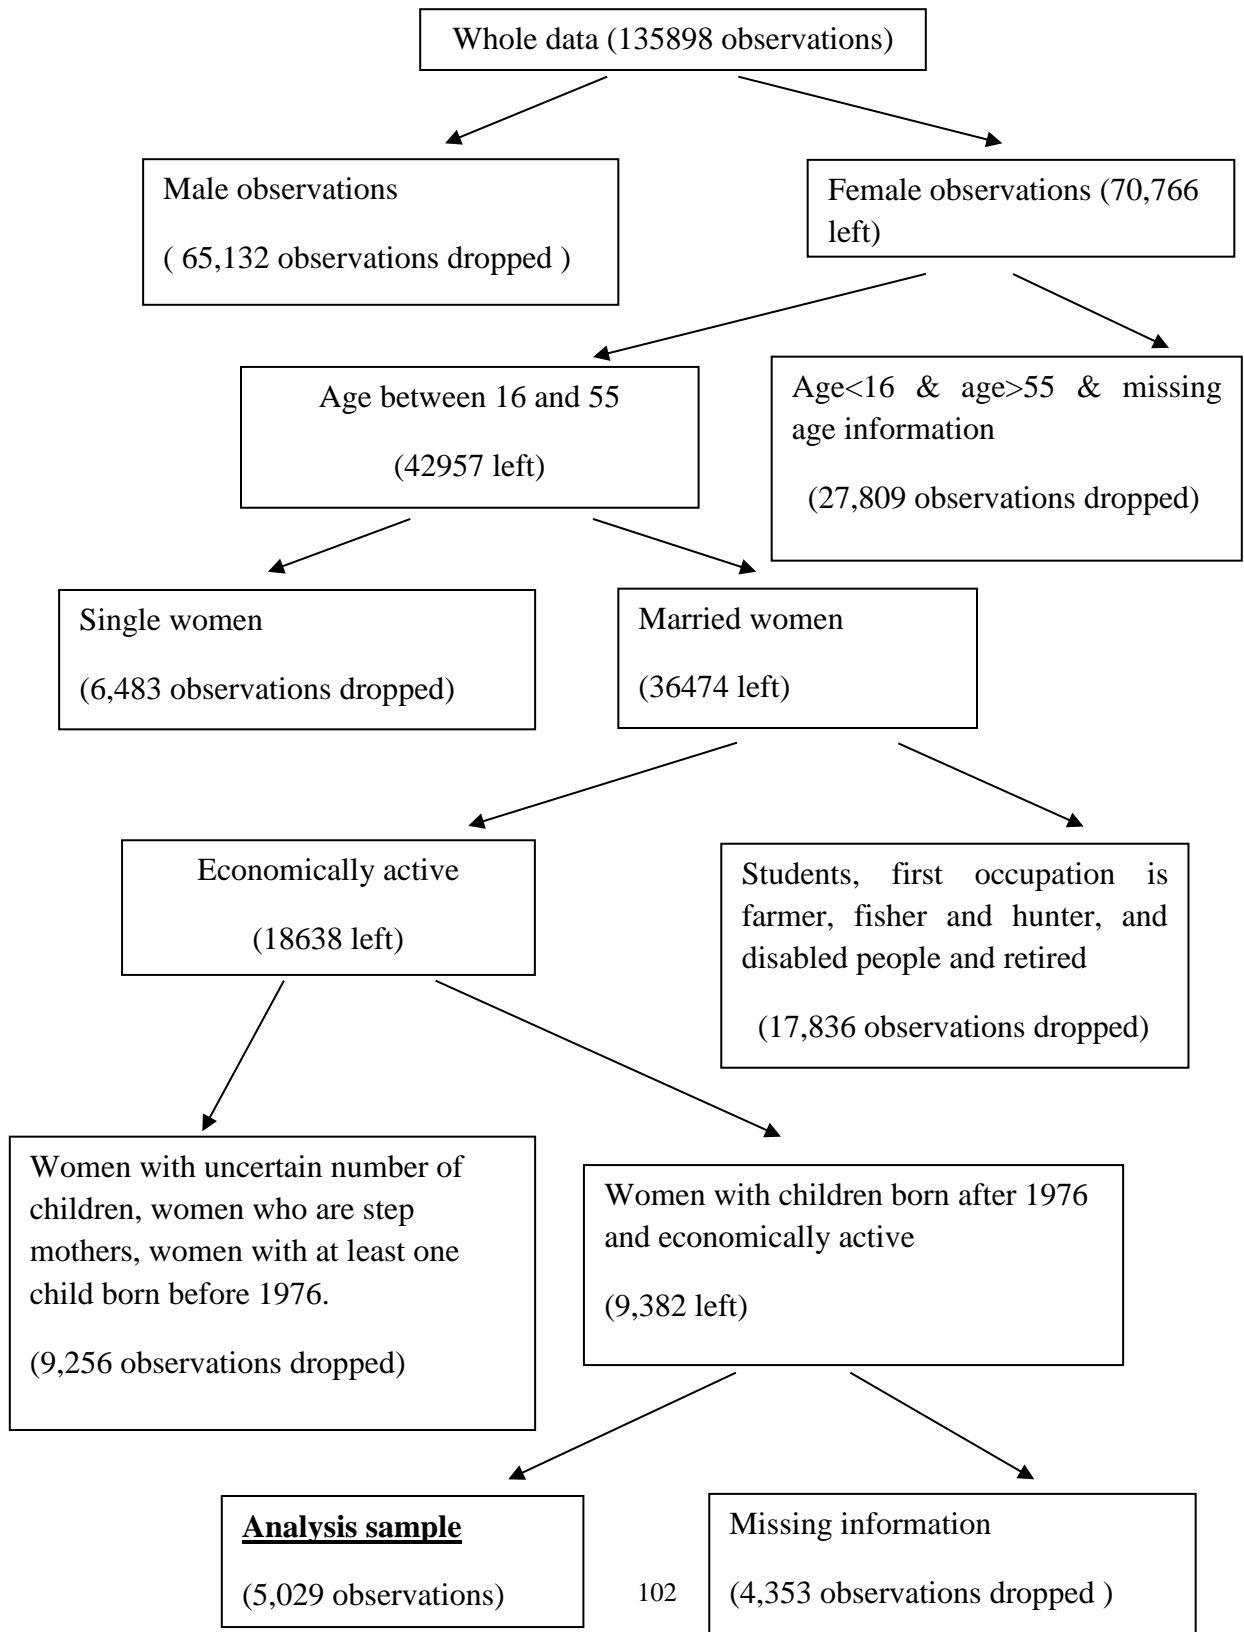 Whole data (135898 observations)
Male observations
( 65,132 observations dropped )
Female observations (70,766
left)
Age between 16 and 55
(42957 left)
Age<16 & age>55 & missing
age information
(27,809 observations dropped)
Single women
(6,483 observations dropped)
Married women
(36474 left)
Economically active
(18638 left)
Students, first occupation is
farmer, fisher and hunter, and
disabled people and retired
(17,836 observations dropped)
Women with uncertain number of
children, women who are step
mothers, women with at least one
child born before 1976.
(9,256 observations dropped)
Women with children born after 1976
and economically active
(9,382 left)
Analysis sample
(5,029 observations)
Missing information
(4,353 observations dropped )
102